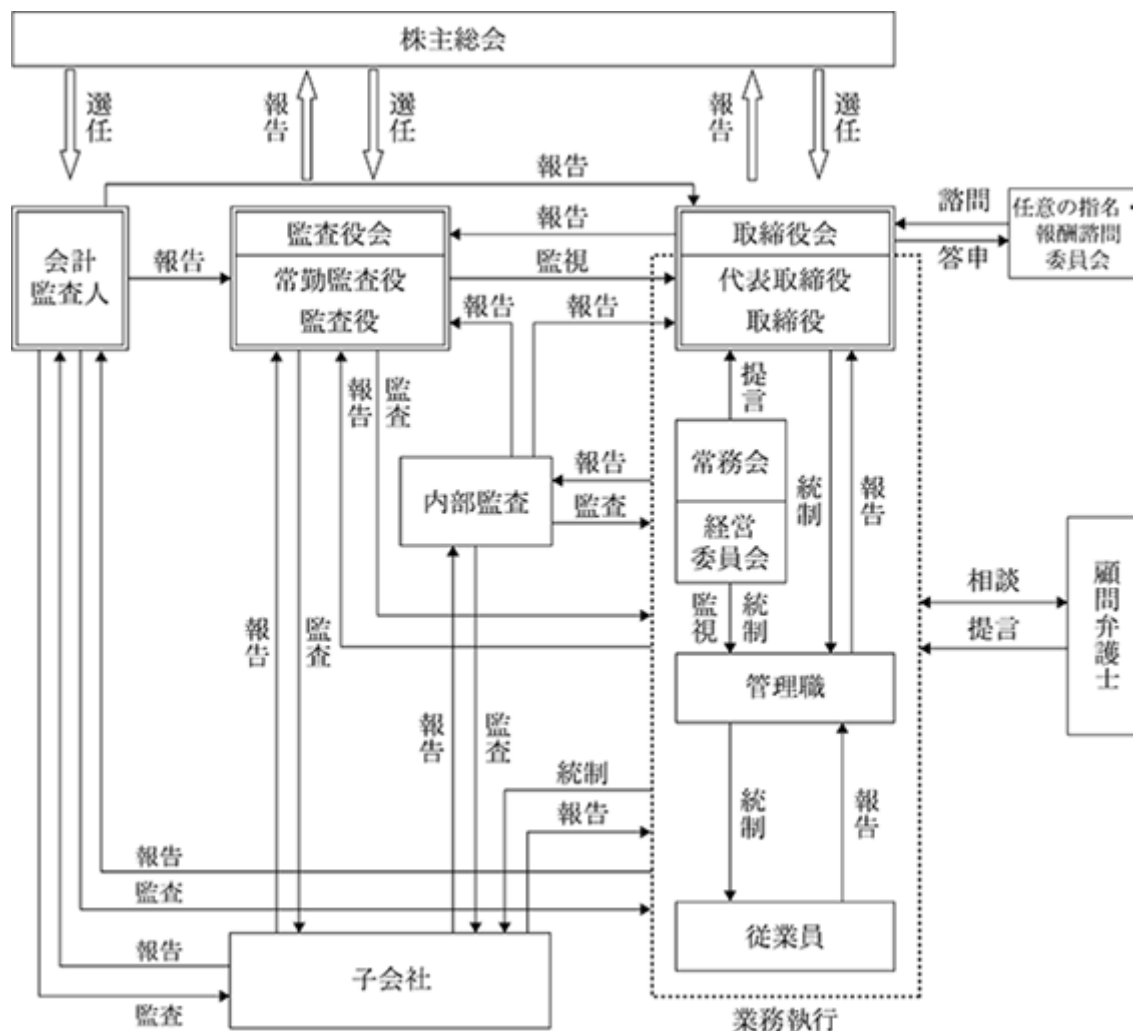 株主総会
選任
報告
選任
報告
選任
報告
会計
監査人
報告
監査役会
常勤監査役
監査役
報告
監視
取締役会
代表取締役
取締役
諮問
答申
任意の指名・
報酬諮問
委員会
報告
報告
報告
監査
提言
常務会
経営
委員会
統制
報告
内部監査
報告
監査
監視
統制
相談
提言
顧問弁護士
報告
監査
報告
監査
管理職
統制
報告
統制
報告
報告
監査
従業員
報告
監査
子会社
業務執行